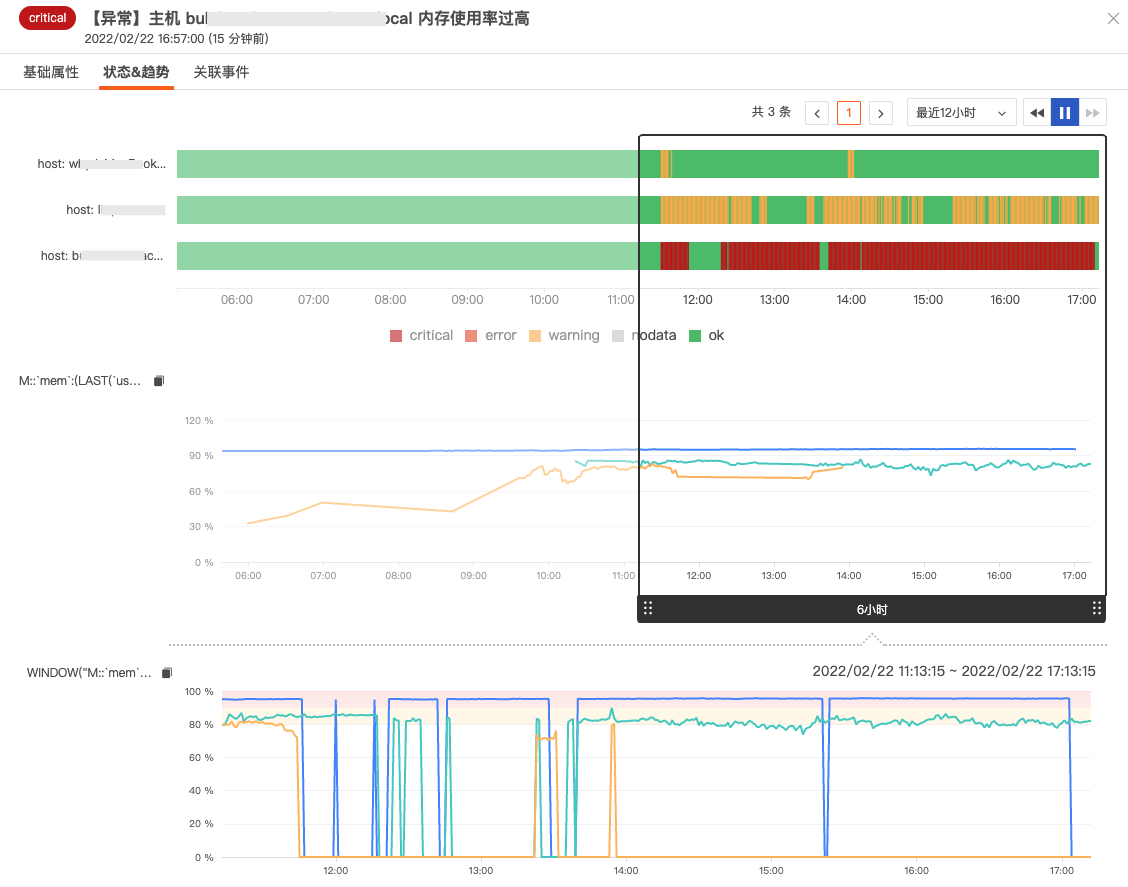 critical
【异常】主机 bu ocal 内存使用率过高
2022/02/22 16:57:00 (15 分钟前)
基础属性 状态&趋势 关联事件
共 3 条 1 最近12小时
host: ook...
host:
host: b ac...
06:00 07:00 08:00 09:00 10:00 11:00 12:00 13:00 14:00 15:00 16:00 17:00
critical error warning nodata ok
M::`mem`:(LAST(`us...
120 %
90 %
60 %
30 %
0 %
06:00 07:00 08:00 09:00 10:00 11:00 12:00 13:00 14:00 15:00 16:00 17:00
6小时
WINDOW("M::`mem`... 2022/02/22 11:13:15 ~ 2022/02/22 17:13:15
100 %
80 %
60 %
40 %
20 %
0 %
12:00 13:00 14:00 15:00 16:00 17:00